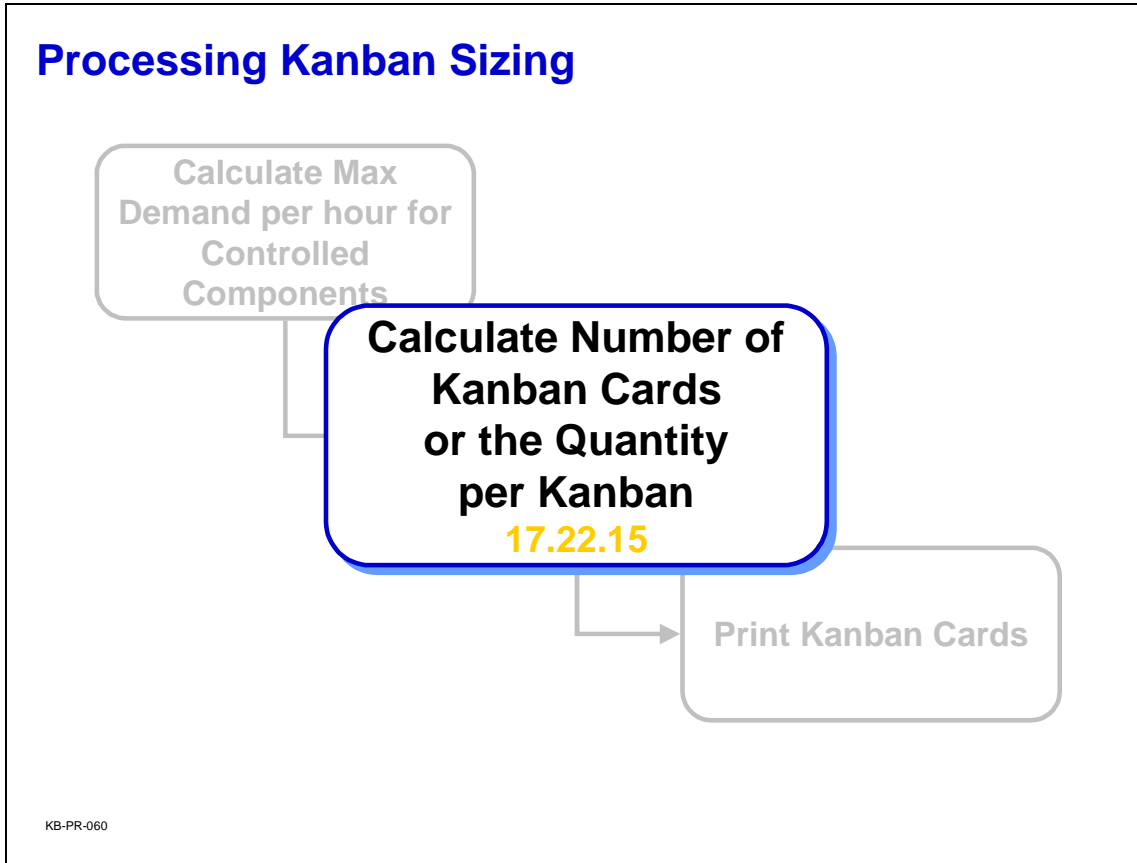 Processing Kanban Sizing
Calculate Max
Demand per hour for
Controlled
Components
Calculate Number of
Kanban Cards
or the Quantity
per Kanban
17.22.15
Print Kanban Cards
KB-PR-060